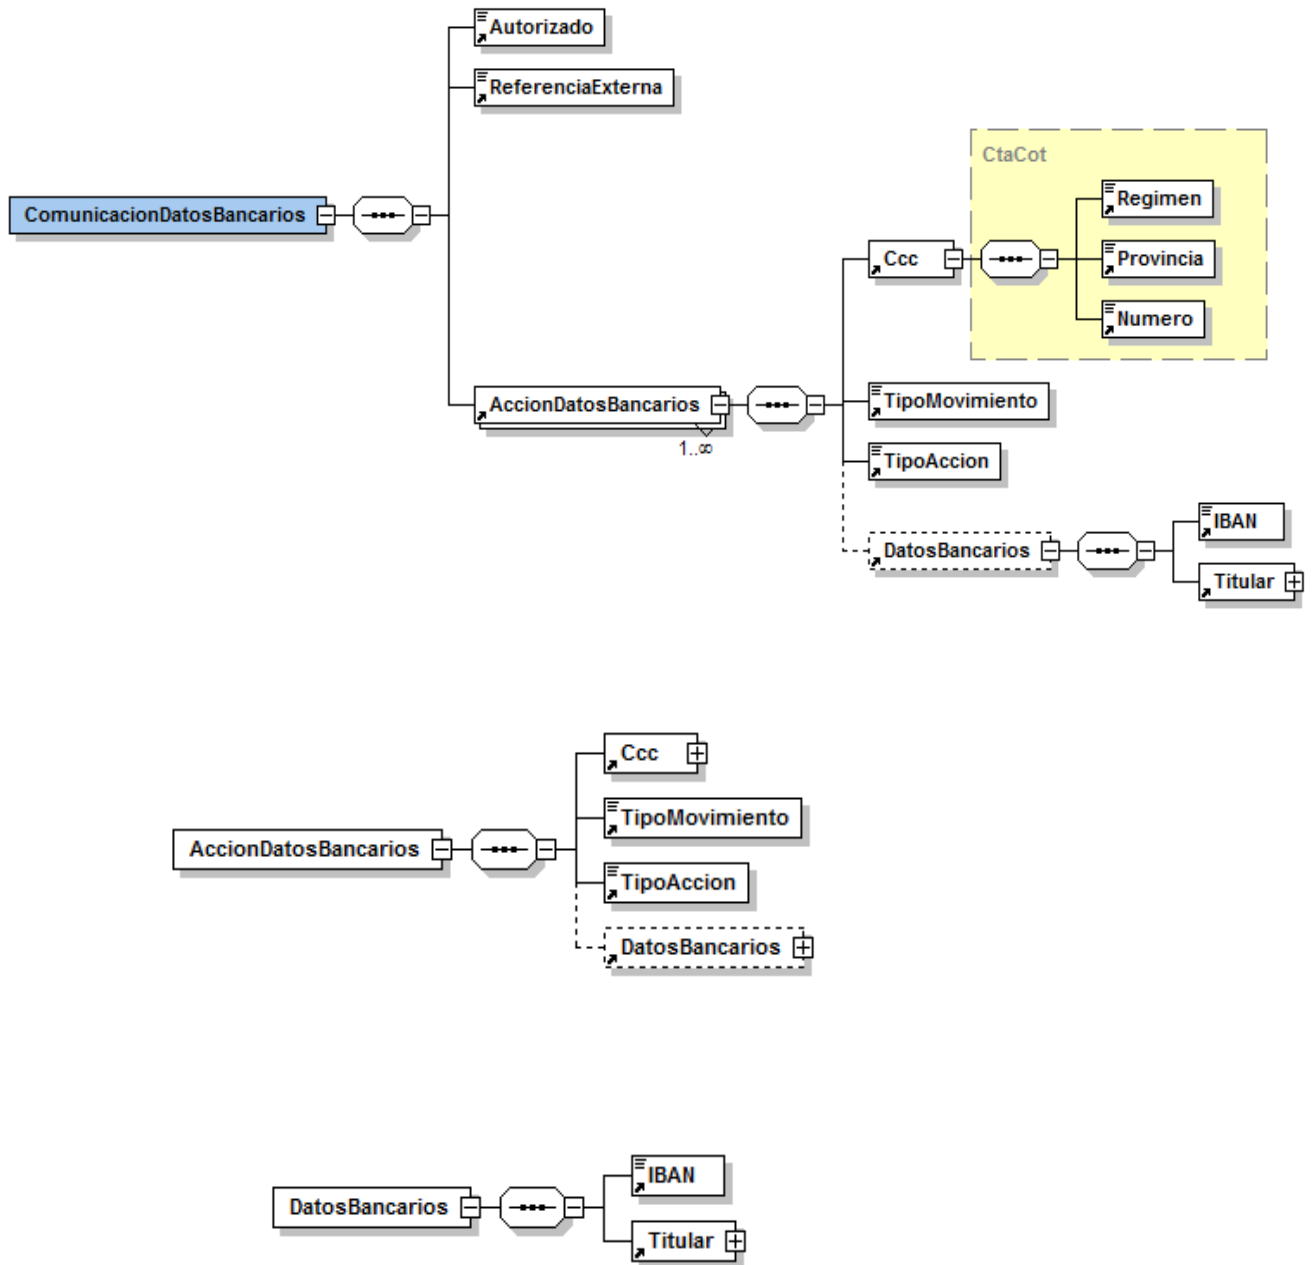 Autorizado
ReferenciaExterna
CtaCot
Regimen
ComunicacionDatosBancarios
Ccc
Provincia
Numero
AccionDatosBancarios
TipoMovimiento
1..∞
TipoAccion
IBAN
DatosBancarios
Titular
Ccc
TipoMovimiento
AccionDatosBancarios
TipoAccion
DatosBancarios
IBAN
DatosBancarios
Titular